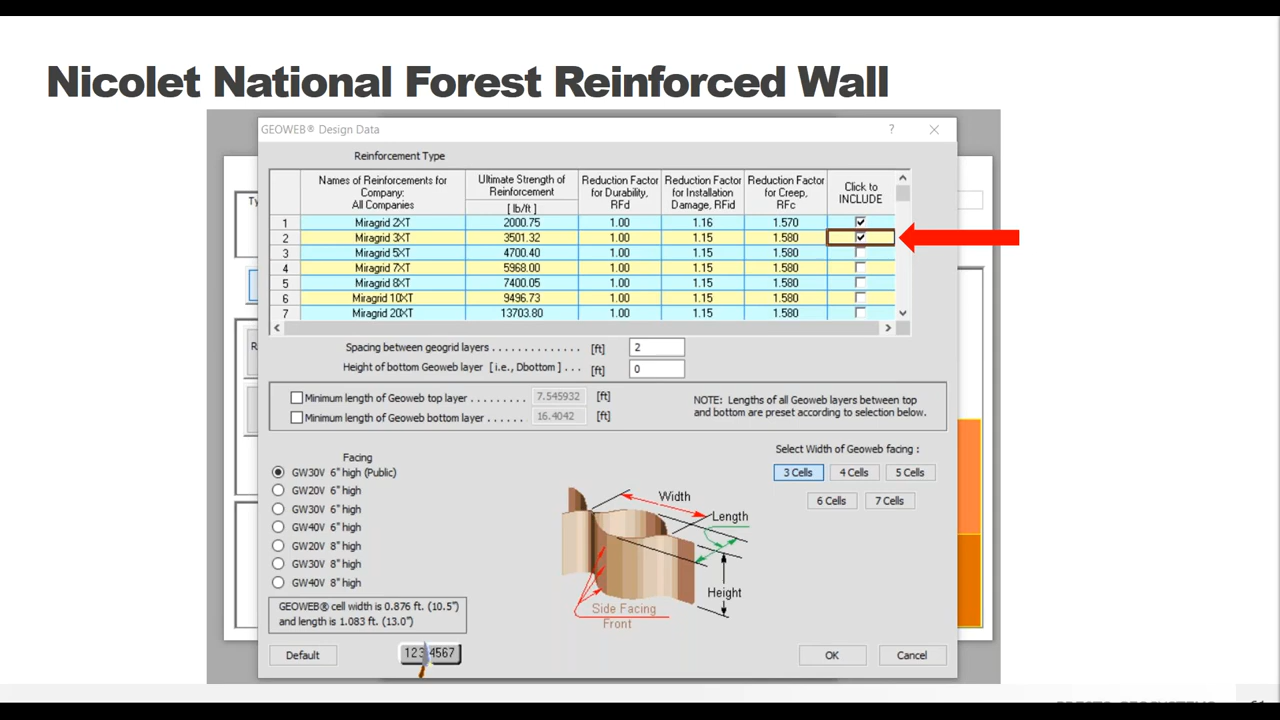 Nicolet National Forest Reinforced Wall
GEOWEB® Design Data ?
Reinforcement Type
Names of Reinforcements for Company: All Companies
Ultimate Strength of Reinforcement
[ lb/ft ]
Reduction Factor for Durability, RFd
Reduction Factor for Installation Damage, RFid
Reduction Factor for Creep, RFc
Click to INCLUDE
1 Miragrid 2XT 2000.75 1.00 1.16 1.570
2 Miragrid 3XT 3501.32 1.00 1.15 1.580
3 Miragrid 5XT 4700.40 1.00 1.15 1.580
4 Miragrid 7XT 5968.00 1.00 1.15 1.580
5 Miragrid 8XT 7400.05 1.00 1.15 1.580
6 Miragrid 10XT 9496.73 1.00 1.15 1.580
7 Miragrid 20XT 13703.80 1.00 1.15 1.580
Spacing between geogrid layers . . . . . . . . . . . . . . [ft] 2
Height of bottom Geoweb layer [ i.e., Dbottom ] . . . [ft] 0
Minimum length of Geoweb top layer . . . . . . . . . 7.545932 [ft]
Minimum length of Geoweb bottom layer . . . . . . 16.4042 [ft]
NOTE: Lengths of all Geoweb layers between top
and bottom are preset according to selection below.
Facing
GW30V 6" high (Public)
GW20V 6" high
GW30V 6" high
GW40V 6" high
GW20V 8" high
GW30V 8" high
GW40V 8" high
Select Width of Geoweb facing :
3 Cells 4 Cells 5 Cells
6 Cells 7 Cells
Width
Length
Height
Side Facing
Front
GEOWEB® cell width is 0.876 ft. (10.5")
and length is 1.083 ft. (13.0")
Default 1234567 OK Cancel